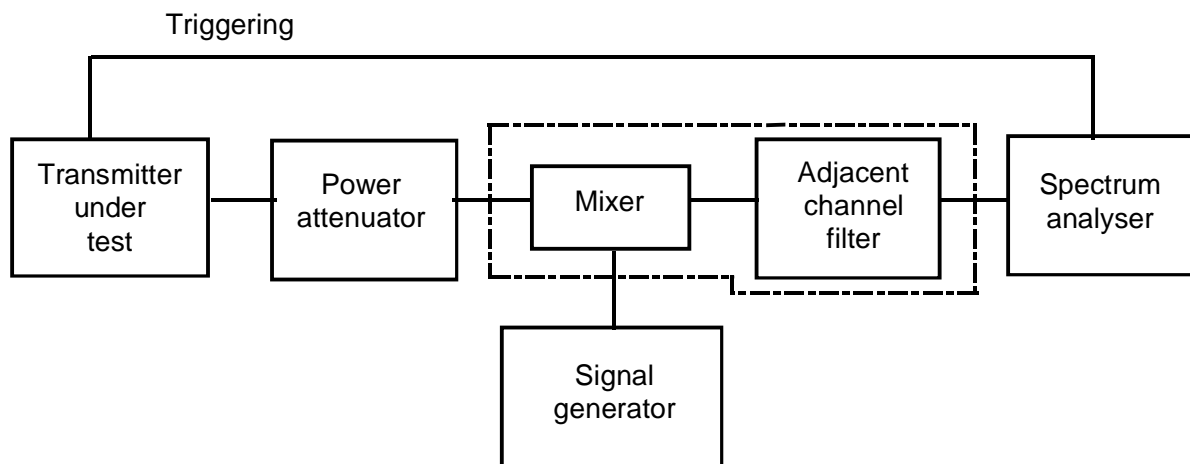 Triggering
Transmitter
under
test
Power
attenuator
Mixer
Adjacent
channel
filter
Spectrum
analyser
Signal
generator